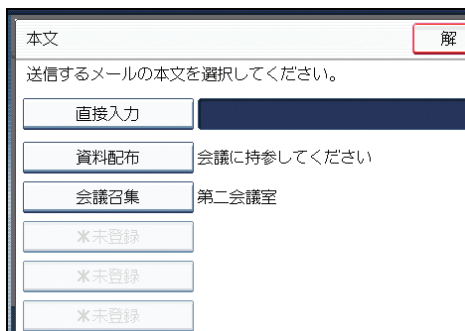 本文
解
送信するメールの本文を選択してください。
直接入力
資料配布 会議に持参してください
会議召集 第二会議室
*未登録
*未登録
*未登録